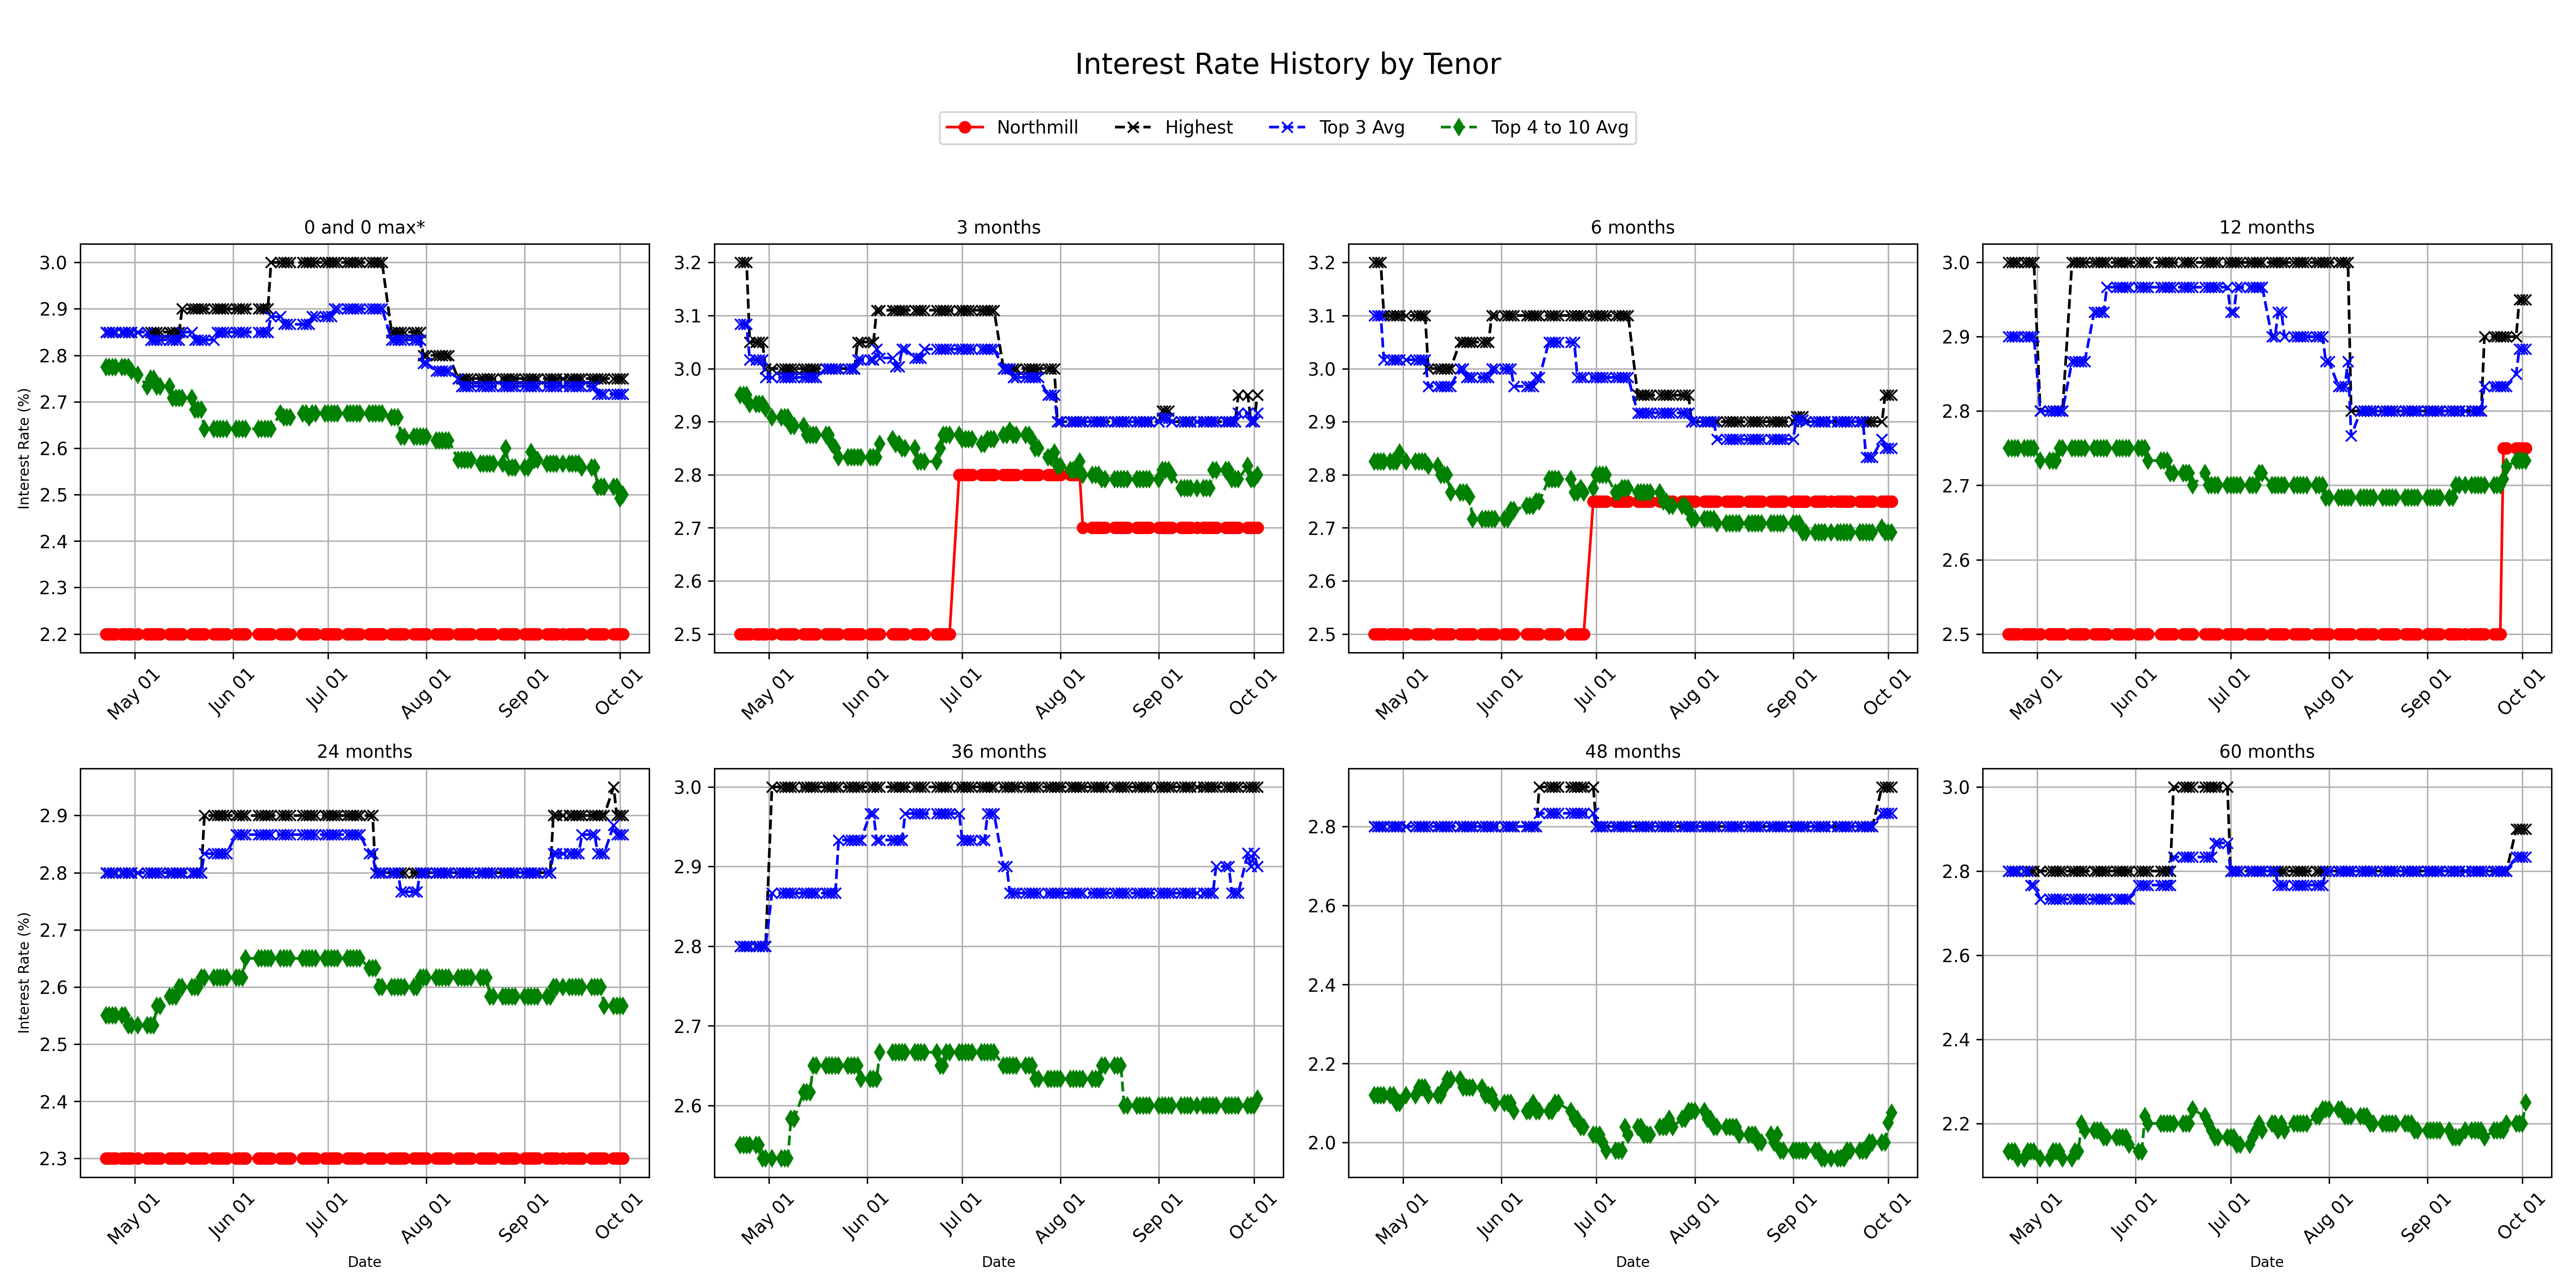 Interest Rate History by Tenor
Northmill Highest Top 3 Avg Top 4 to 10 Avg
0 and 0 max*
Interest Rate (%)
3.0
2.9
2.8
2.7
2.6
2.5
2.4
2.3
2.2
May 01 Jun 01 Jul 01 Aug 01 Sep 01 Oct 01
3 months
3.2
3.1
3.0
2.9
2.8
2.7
2.6
2.5
May 01 Jun 01 Jul 01 Aug 01 Sep 01 Oct 01
6 months
3.2
3.1
3.0
2.9
2.8
2.7
2.6
2.5
May 01 Jun 01 Jul 01 Aug 01 Sep 01 Oct 01
12 months
3.0
2.9
2.8
2.7
2.6
2.5
May 01 Jun 01 Jul 01 Aug 01 Sep 01 Oct 01
24 months
Interest Rate (%)
2.9
2.8
2.7
2.6
2.5
2.4
2.3
May 01 Jun 01 Jul 01 Aug 01 Sep 01 Oct 01
Date
36 months
3.0
2.9
2.8
2.7
2.6
May 01 Jun 01 Jul 01 Aug 01 Sep 01 Oct 01
Date
48 months
2.8
2.6
2.4
2.2
2.0
May 01 Jun 01 Jul 01 Aug 01 Sep 01 Oct 01
Date
60 months
3.0
2.8
2.6
2.4
2.2
May 01 Jun 01 Jul 01 Aug 01 Sep 01 Oct 01
Date